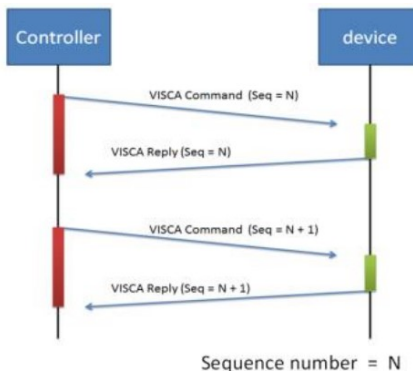 Controller
device
VISCA Command (Seq = N)
VISCA Reply (Seq = N)
VISCA Command (Seq = N + 1)
VISCA Reply (Seq = N + 1)
Sequence number = N